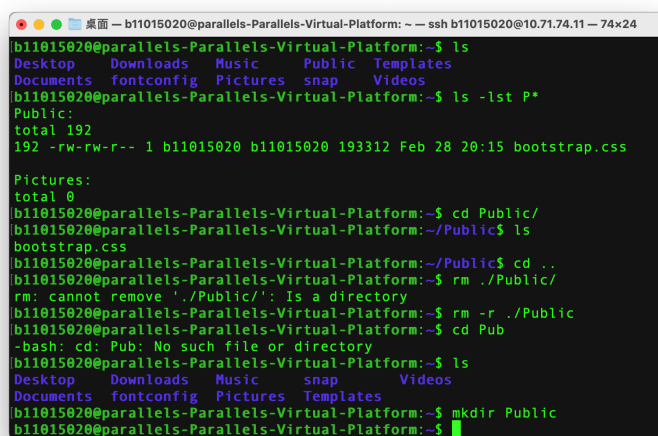 桌面 — b11015020@parallels-Parallels-Virtual-Platform: ~ — ssh b11015020@10.71.74.11 — 74×24
[b11015020@parallels-Parallels-Virtual-Platform:~$ ls
Desktop    Downloads   Music     Public  Templates
Documents  fontconfig  Pictures  snap    Videos
[b11015020@parallels-Parallels-Virtual-Platform:~$ ls -lst P*
Public:
total 192
192 -rw-rw-r-- 1 b11015020 b11015020 193312 Feb 28 20:15 bootstrap.css

Pictures:
total 0
[b11015020@parallels-Parallels-Virtual-Platform:~$ cd Public/
[b11015020@parallels-Parallels-Virtual-Platform:~/Public$ ls
bootstrap.css
[b11015020@parallels-Parallels-Virtual-Platform:~/Public$ cd ..
[b11015020@parallels-Parallels-Virtual-Platform:~$ rm ./Public/
rm: cannot remove './Public/': Is a directory
[b11015020@parallels-Parallels-Virtual-Platform:~$ rm -r ./Public
[b11015020@parallels-Parallels-Virtual-Platform:~$ cd Pub
-bash: cd: Pub: No such file or directory
[b11015020@parallels-Parallels-Virtual-Platform:~$ ls
Desktop    Downloads   Music     snap       Videos
Documents  fontconfig  Pictures  Templates
[b11015020@parallels-Parallels-Virtual-Platform:~$ mkdir Public
b11015020@parallels-Parallels-Virtual-Platform:~$